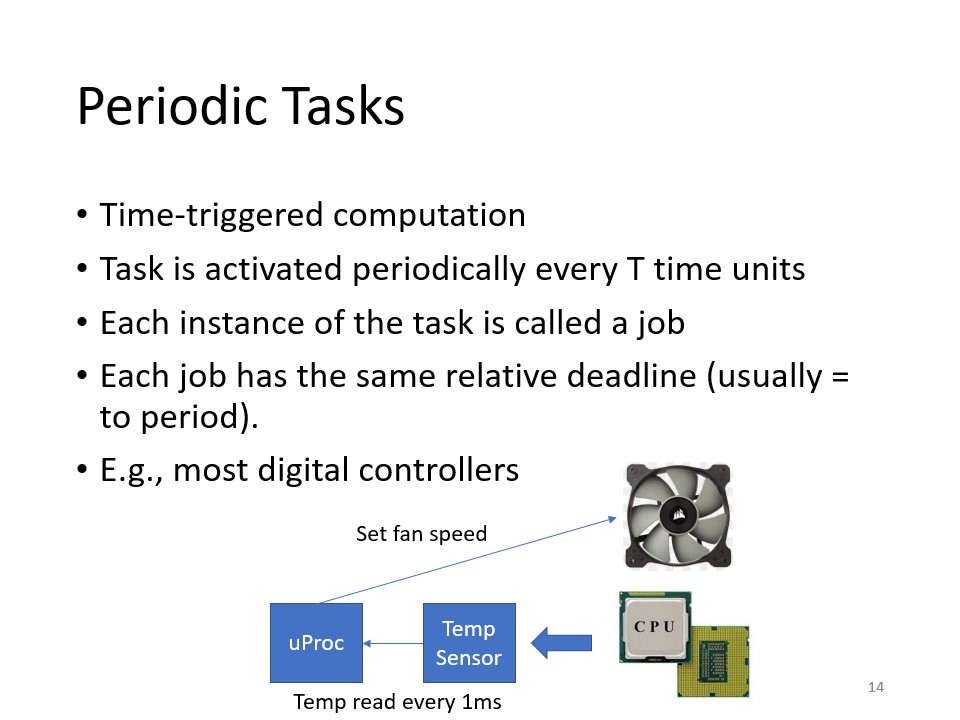 Periodic Tasks
• Time-triggered computation
• Task is activated periodically every T time units
• Each instance of the task is called a job
• Each job has the same relative deadline (usually =
to period).
• E.g., most digital controllers
Set fan speed
uProc
Temp
Sensor
CPU
Temp read every 1ms
14